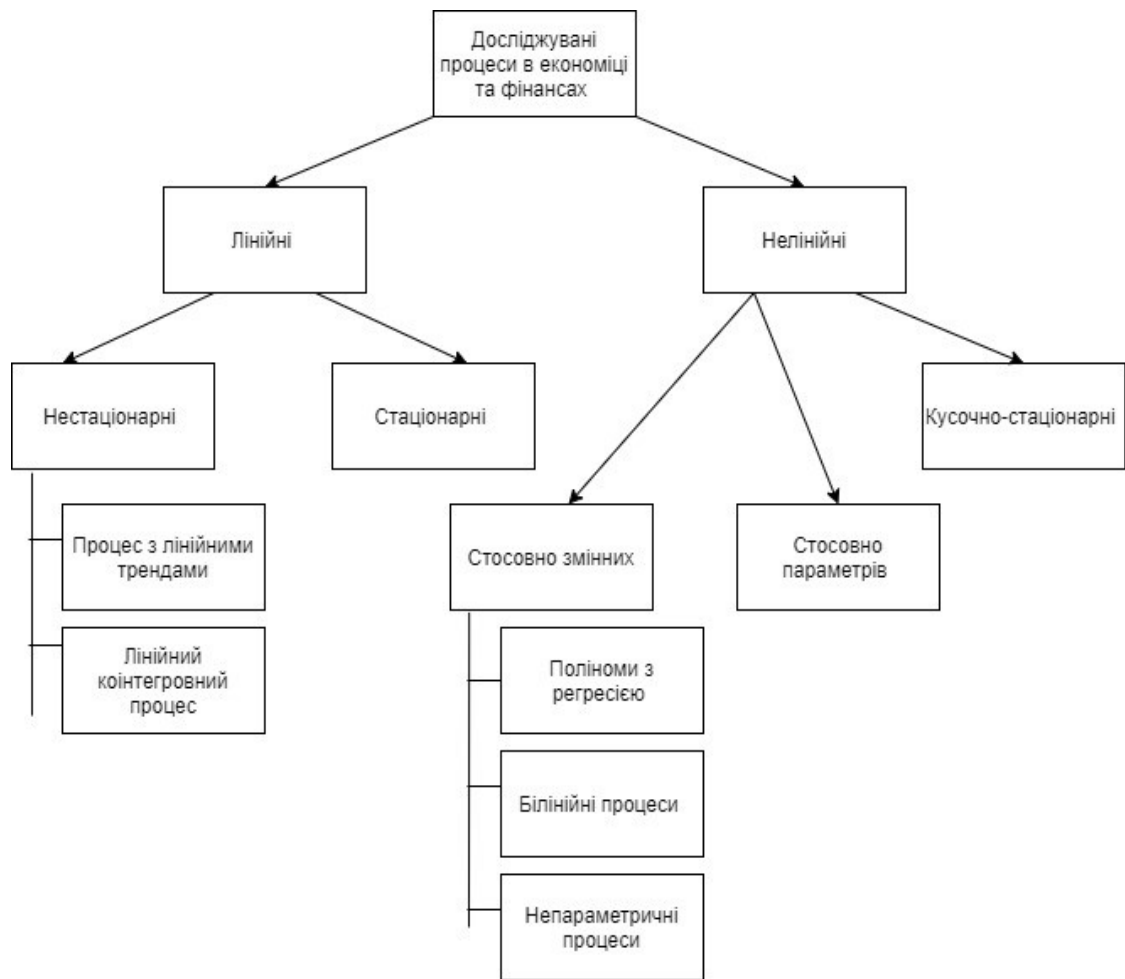 Досліджувані
процеси в економіці
та фінансах
Лінійні
Нелінійні
Нестаціонарні
Стаціонарні
Кусочно-стаціонарні
Процес з лінійними
трендами
Стосовно змінних
Стосовно
параметрів
Лінійний
коінтегровний
процес
Поліноми з
регресією
Білінійні процеси
Непараметричні
процеси